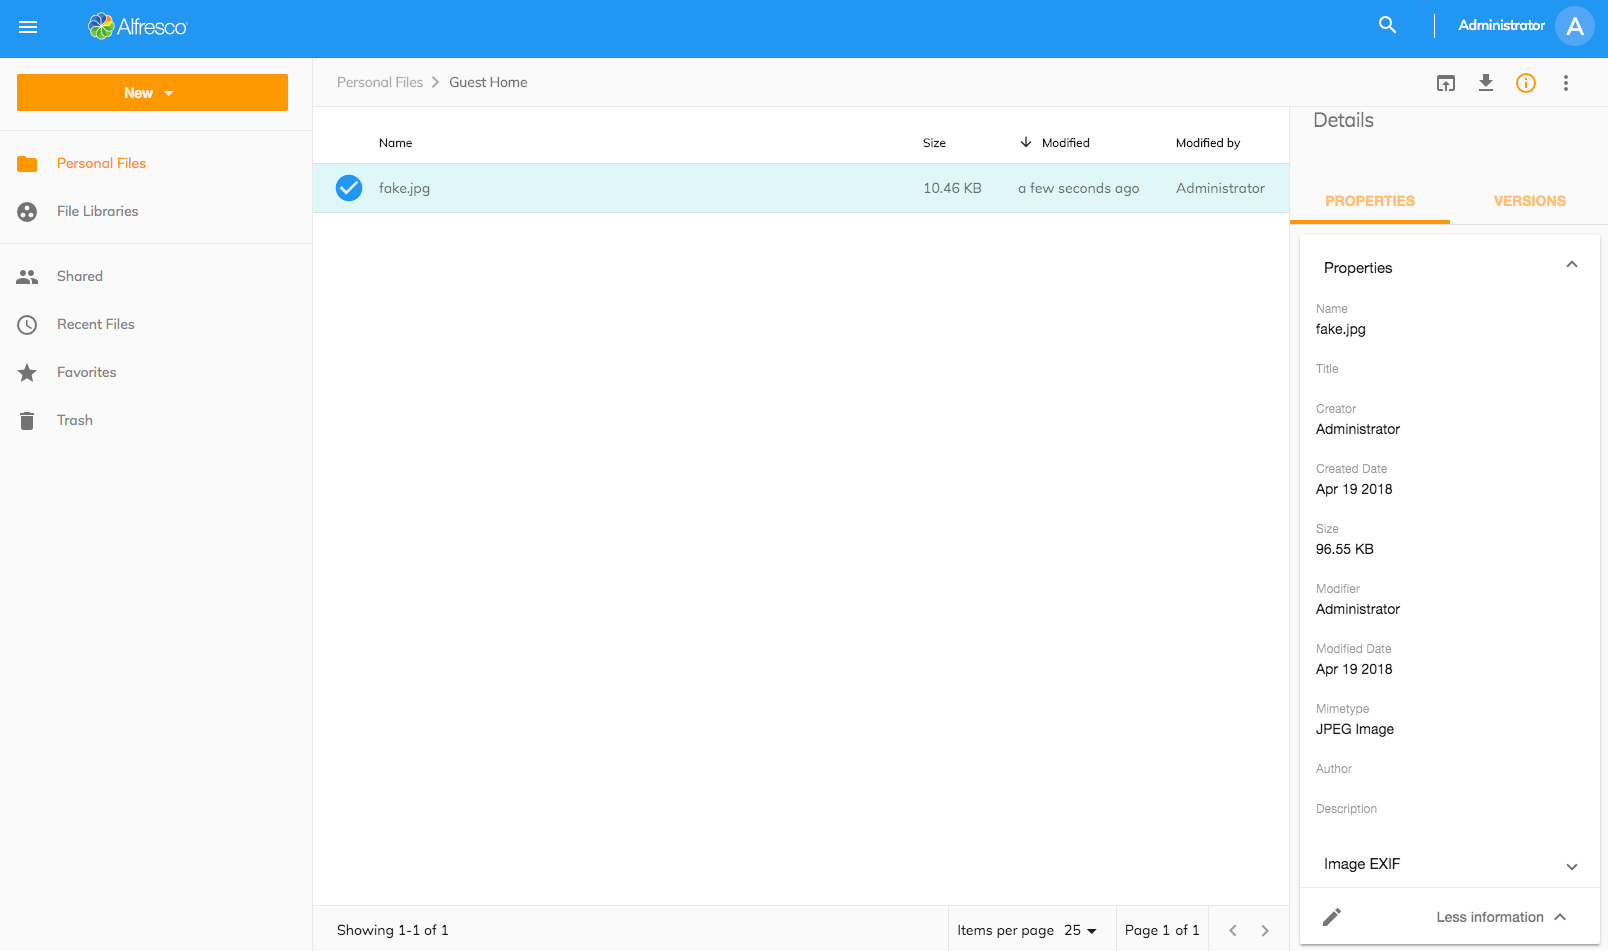 Alfresco
Administrator A
New
Personal Files
File Libraries
Shared
Recent Files
Favorites
Trash
Personal Files Guest Home
Name Size Modified Modified by
fake.jpg 10.46 KB a few seconds ago Administrator
Showing 1-1 of 1 Items per page 25 Page 1 of 1
Details
PROPERTIES VERSIONS
Properties
Name
fake.jpg
Title
Creator
Administrator
Created Date
Apr 19 2018
Size
96.55 KB
Modifier
Administrator
Modified Date
Apr 19 2018
Mimetype
JPEG Image
Author
Description
Image EXIF
Less information